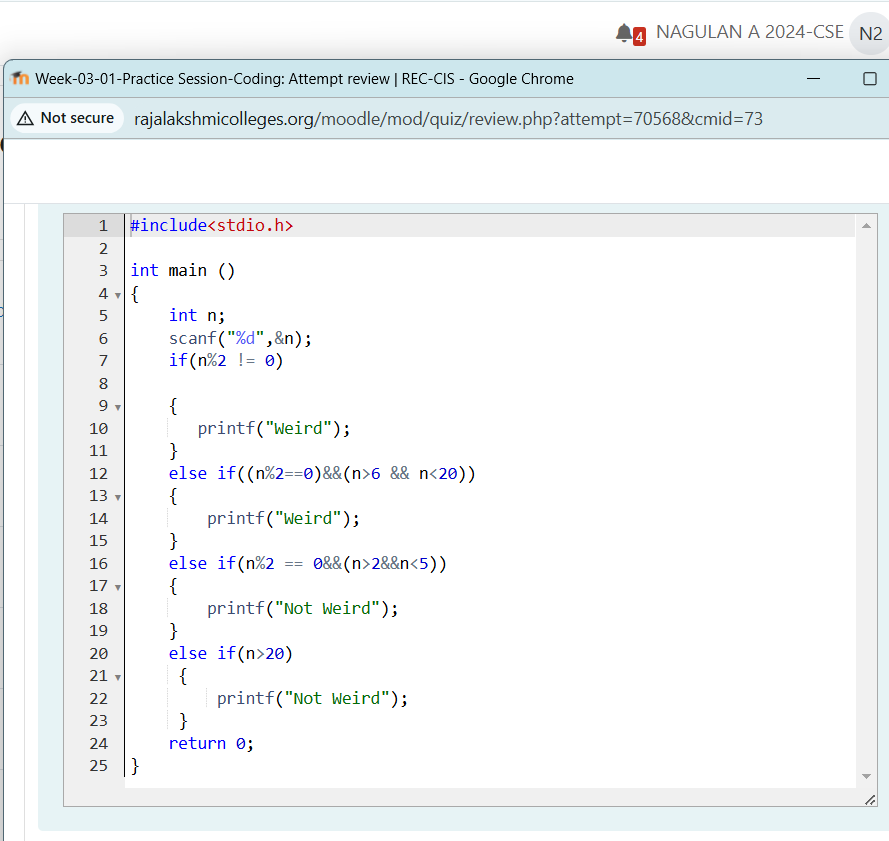 4 NAGULAN A 2024-CSE N2
Week-03-01-Practice Session-Coding: Attempt review | REC-CIS - Google Chrome
Not secure rajalakshmicolleges.org/moodle/mod/quiz/review.php?attempt=70568&cmid=73
1 #include<stdio.h>
2
3 int main ()
4 {
5 int n;
6 scanf("%d",&n);
7 if(n%2 != 0)
8
9 {
10 printf("Weird");
11 }
12 else if((n%2==0)&&(n>6 && n<20))
13 {
14 printf("Weird");
15 }
16 else if(n%2 == 0&&(n>2&&n<5))
17 {
18 printf("Not Weird");
19 }
20 else if(n>20)
21 {
22 printf("Not Weird");
23 }
24 return 0;
25 }